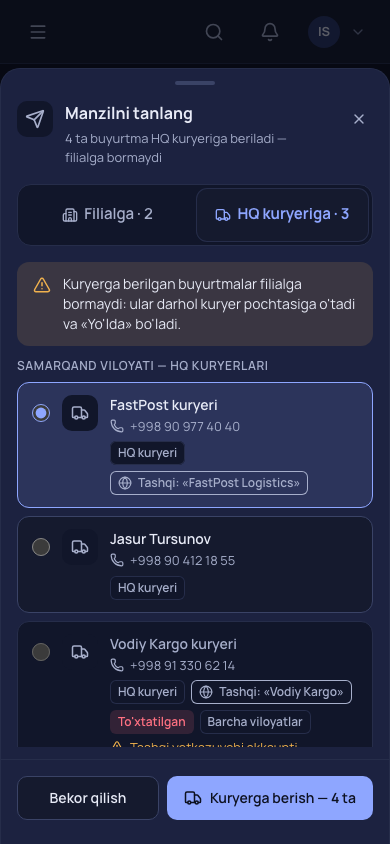 IS
Manzilni tanlang
4 ta buyurtma HQ kuryeriga beriladi —
filialga bormaydi
Filialga · 2
HQ kuryeriga · 3
Kuryerga berilgan buyurtmalar filialga
bormaydi: ular darhol kuryer pochtasiga o'tadi
va «Yo'lda» bo'ladi.
SAMARQAND VILOYATI — HQ KURYERLARI
FastPost kuryeri
+998 90 977 40 40
HQ kuryeri
Tashqi: «FastPost Logistics»
Jasur Tursunov
+998 90 412 18 55
HQ kuryeri
Vodiy Kargo kuryeri
+998 91 330 62 14
HQ kuryeri
Tashqi: «Vodiy Kargo»
To'xtatilgan
Barcha viloyatlar
Tashqi yetkazuvchi akkaunti
Bekor qilish
Kuryerga berish — 4 ta